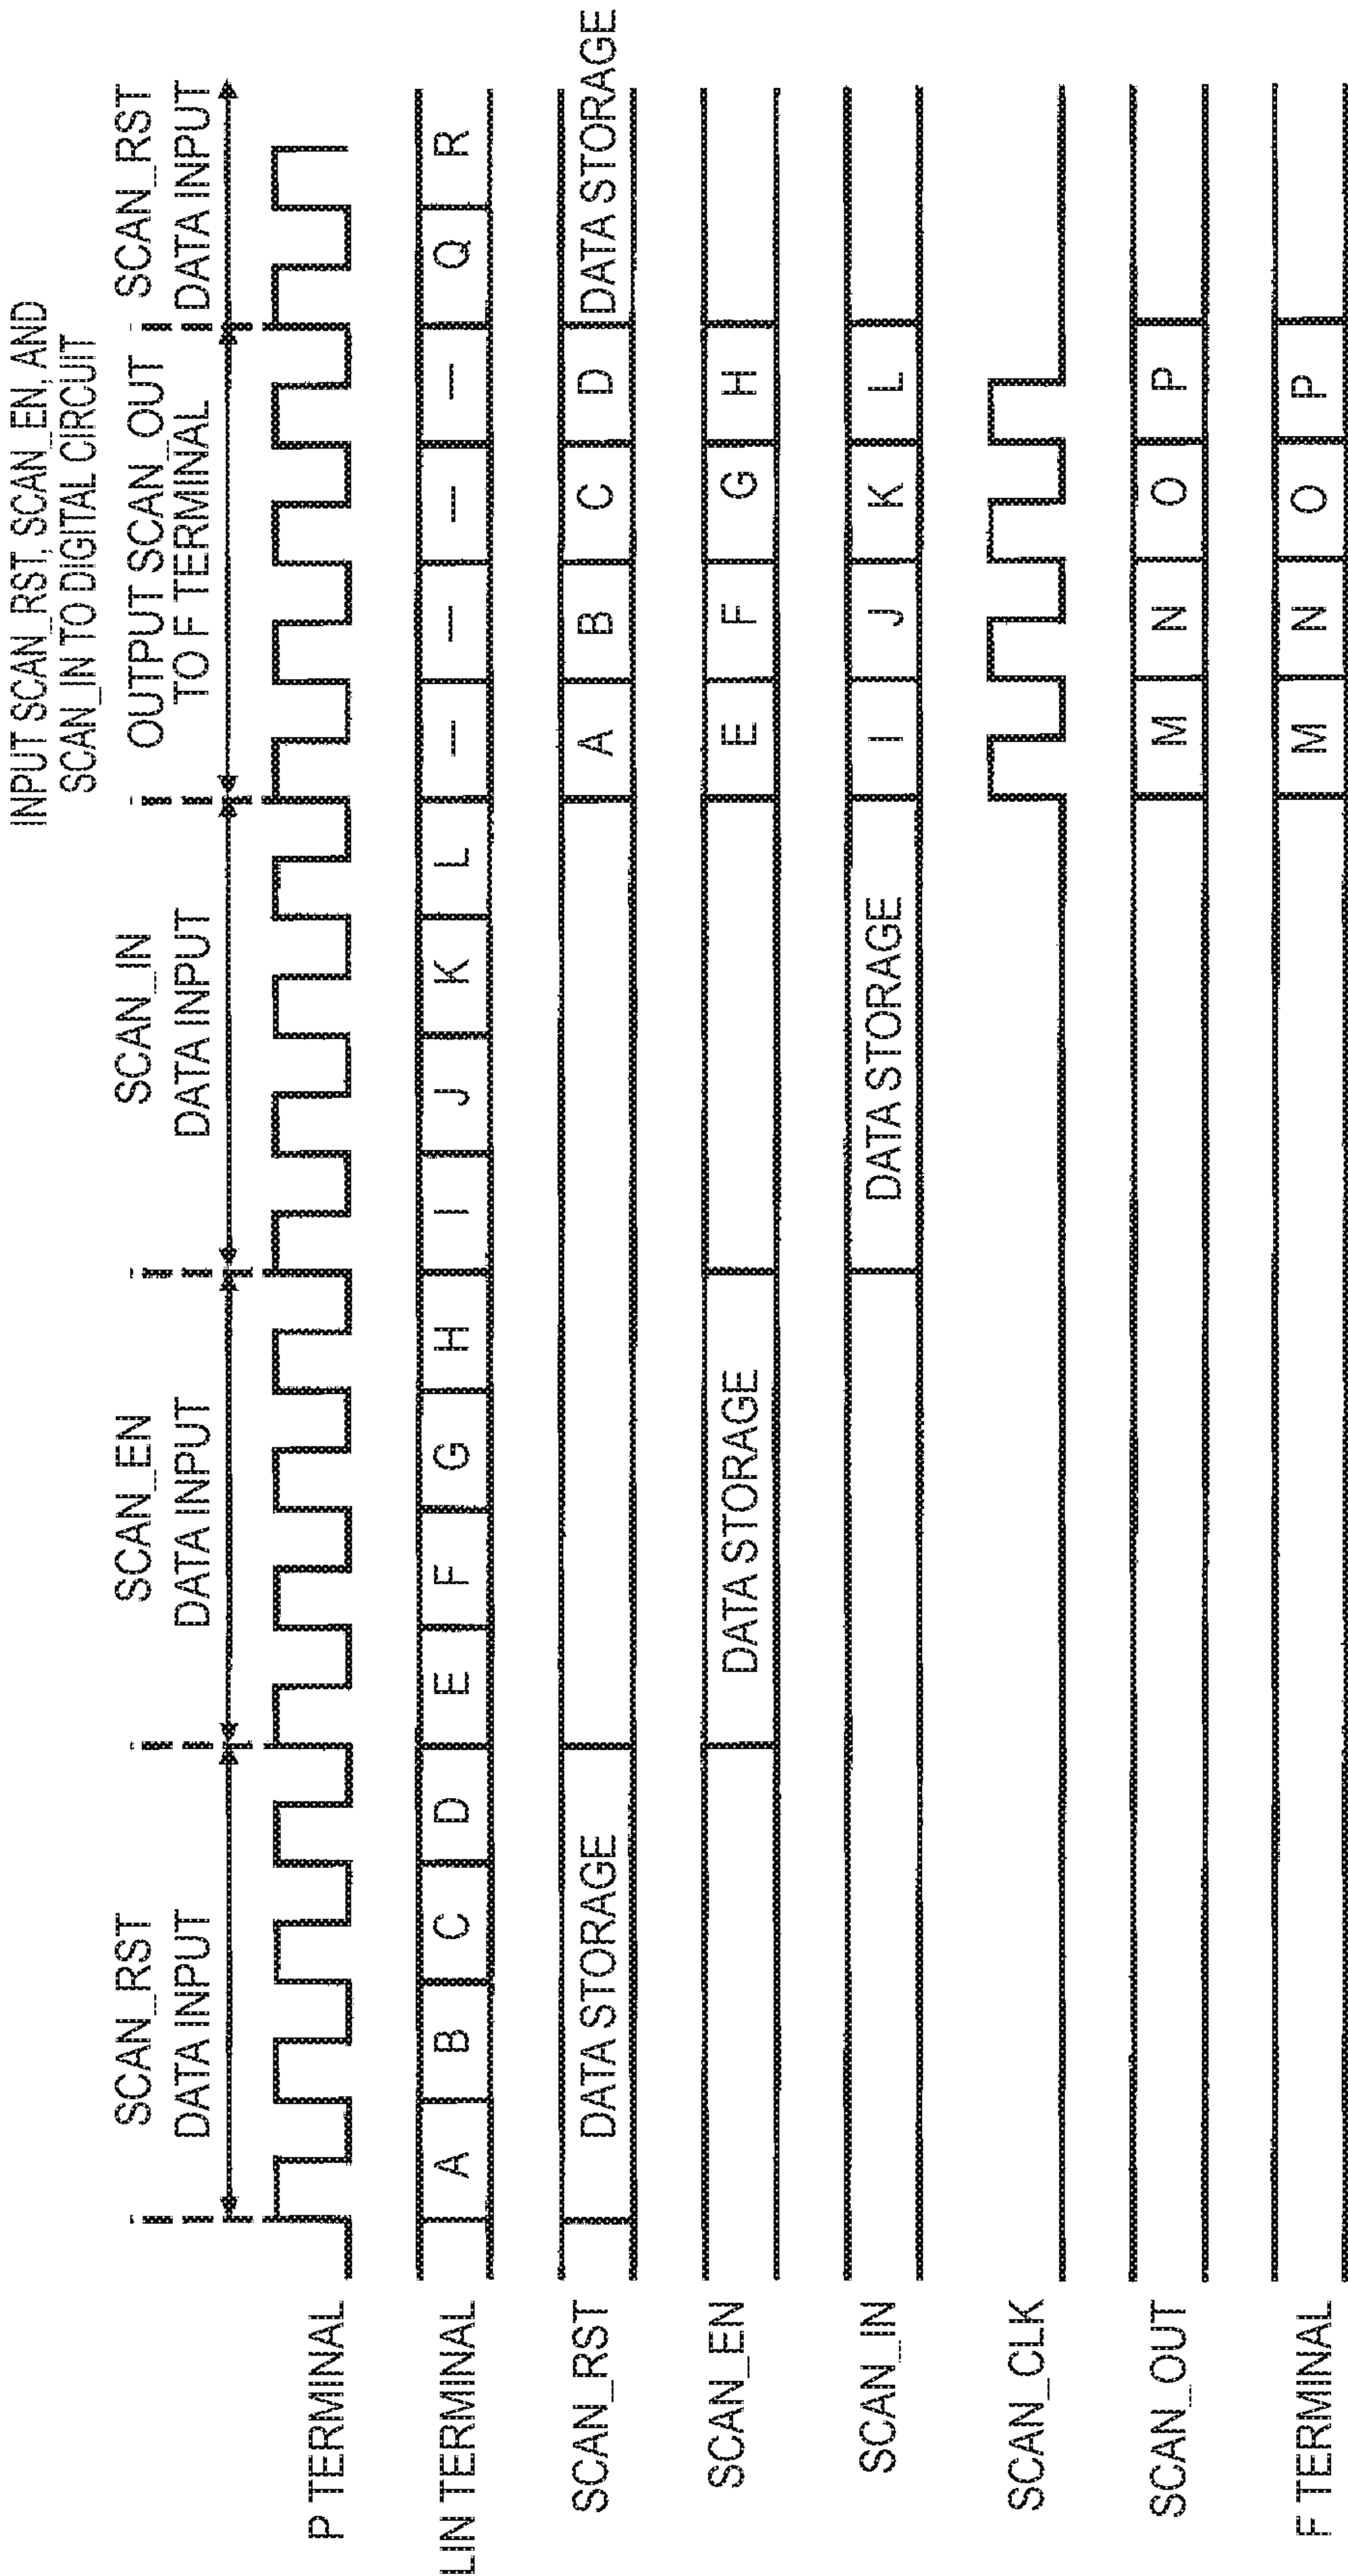 INPUT SCAN_RST, SCAN_EN, AND
SCAN_IN TO DIGITAL CIRCUIT
SCAN_RST
DATA INPUT
SCAN_EN
DATA INPUT
SCAN_IN
DATA INPUT
OUTPUT SCAN_OUT
TO F TERMINAL
SCAN_RST
DATA INPUT
P TERMINAL
LIN TERMINAL A B C D E F G H I J K L — — — — Q R
SCAN_RST DATA STORAGE A B C D DATA STORAGE
SCAN_EN DATA STORAGE E F G H
SCAN_IN DATA STORAGE I J K L
SCAN_CLK
SCAN_OUT M N O P
F TERMINAL M N O P